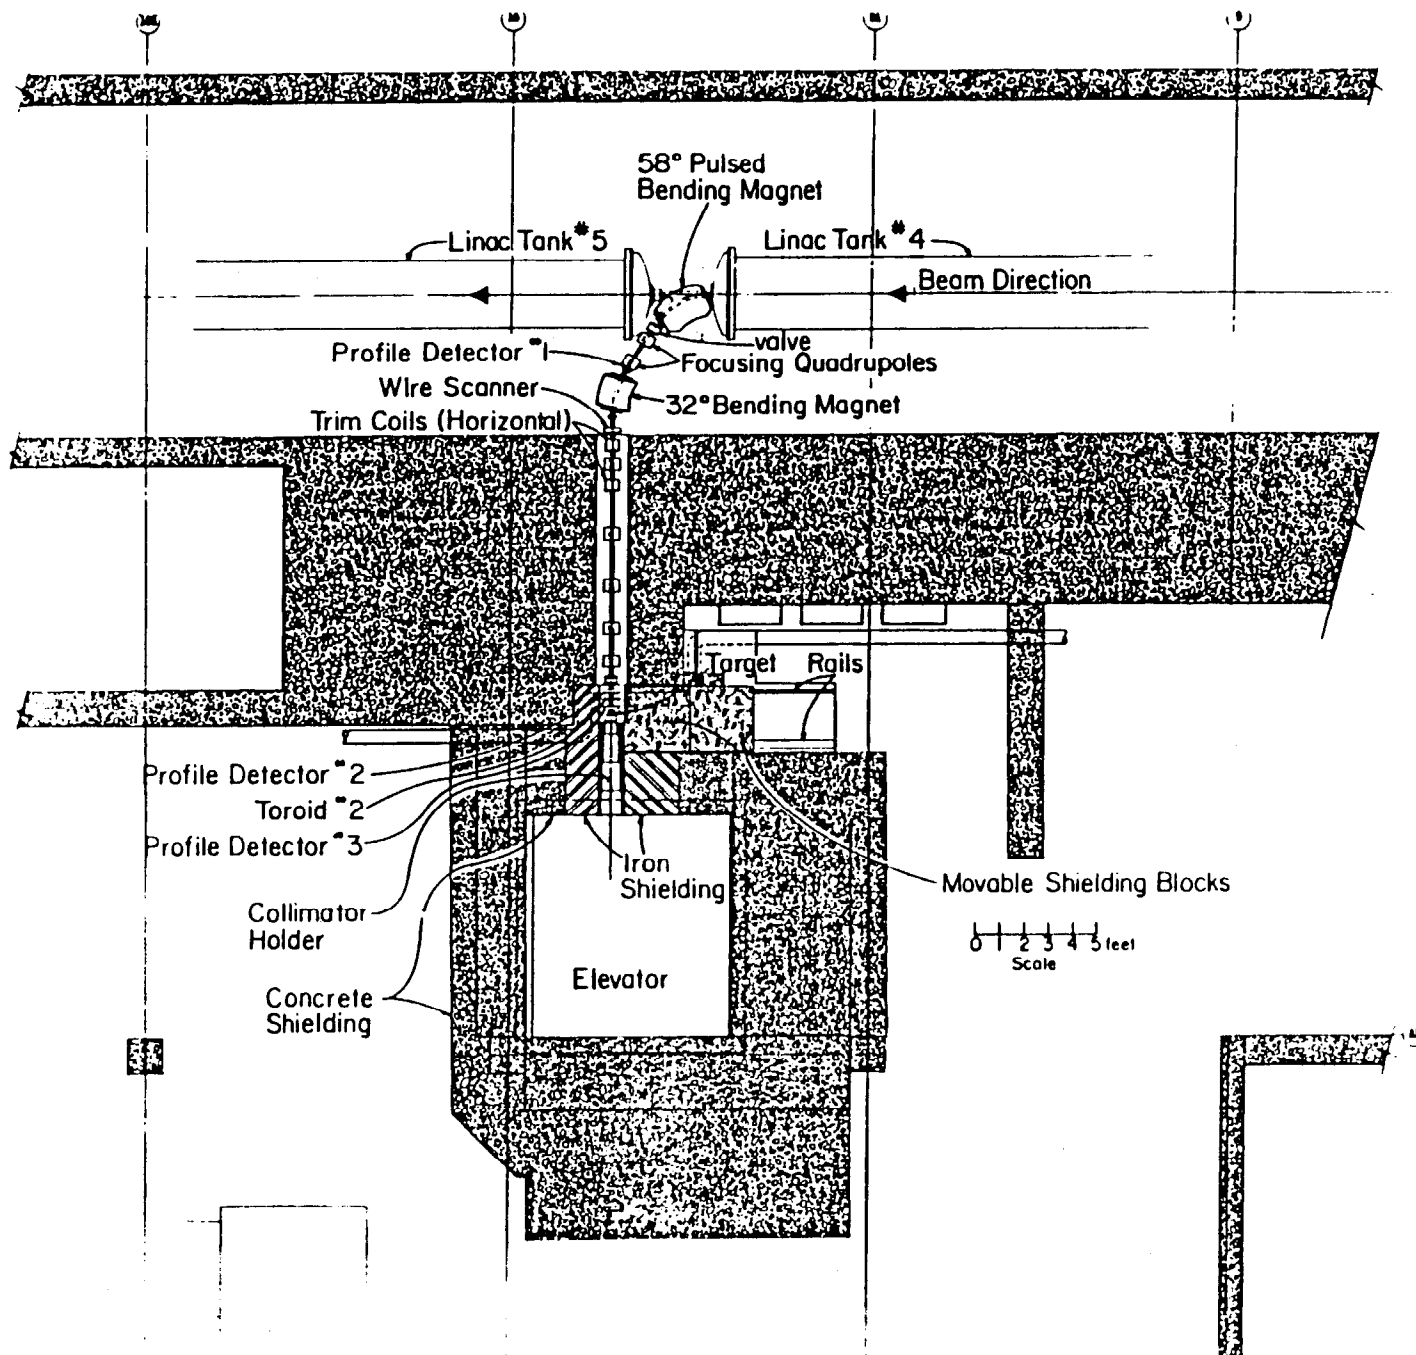 58° Pulsed
Bending Magnet
Linac Tank #5
Linac Tank #4
Beam Direction
valve
Profile Detector #1
Focusing Quadrupoles
Wire Scanner
32° Bending Magnet
Trim Coils (Horizontal)
Target
Rails
Profile Detector #2
Toroid #2
Profile Detector #3
Iron
Shielding
Movable Shielding Blocks
Collimator
Holder
0 1 2 3 4 5 feet
Scale
Elevator
Concrete
Shielding